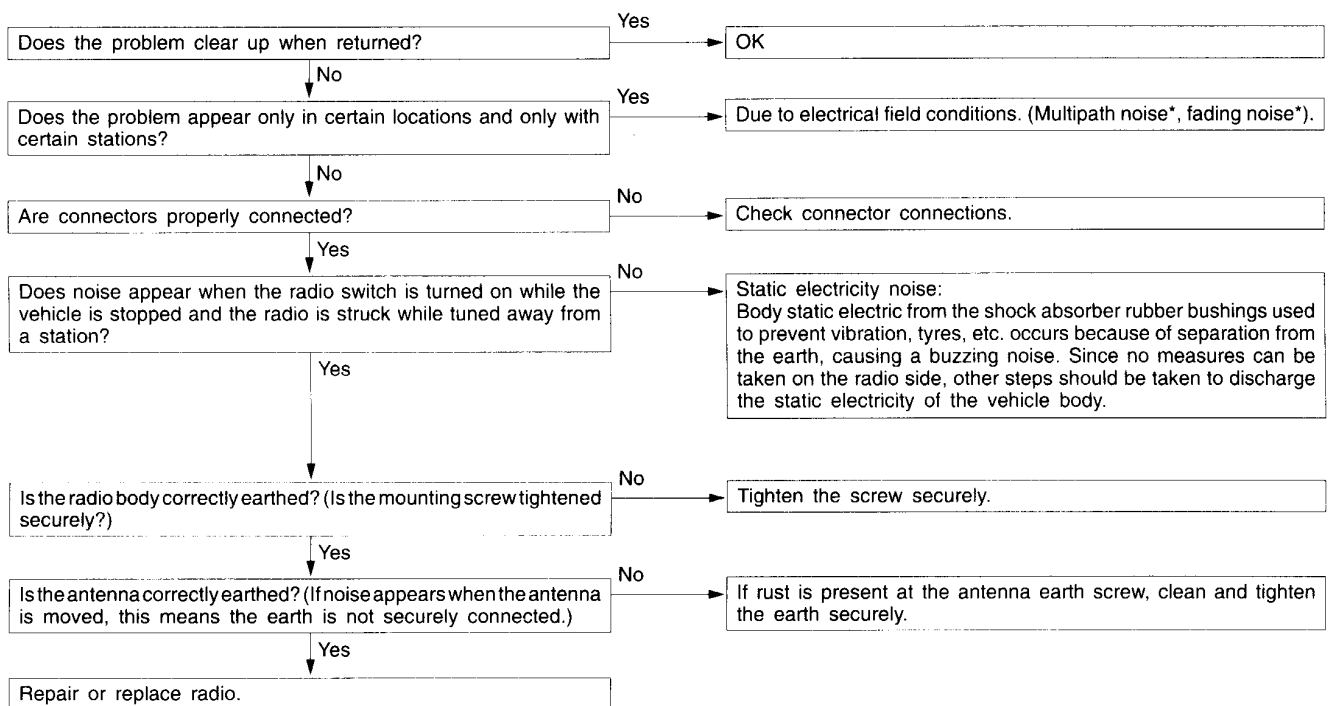 Does the problem clear up when returned?
Yes
OK
No
Does the problem appear only in certain locations and only with
certain stations?
Yes
Due to electrical field conditions. (Multipath noise*, fading noise*).
No
Are connectors properly connected?
No
Check connector connections.
Yes
Does noise appear when the radio switch is turned on while the
vehicle is stopped and the radio is struck while tuned away from
a station?
No
Static electricity noise:
Body static electric from the shock absorber rubber bushings used
to prevent vibration, tyres, etc. occurs because of separation from
the earth, causing a buzzing noise. Since no measures can be
taken on the radio side, other steps should be taken to discharge
the static electricity of the vehicle body.
Yes
Is the radio body correctly earthed? (Is the mounting screw tightened
securely?)
No
Tighten the screw securely.
Yes
Is the antenna correctly earthed? (If noise appears when the antenna
is moved, this means the earth is not securely connected.)
No
If rust is present at the antenna earth screw, clean and tighten
the earth securely.
Yes
Repair or replace radio.